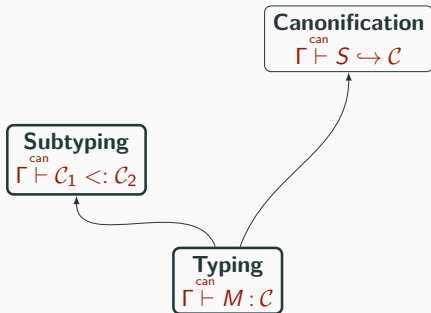 Canonification
can
Γ ⊢ S ↪ 𝒞
Subtyping
can
Γ ⊢ 𝒞₁ <: 𝒞₂
Typing
can
Γ ⊢ M : 𝒞